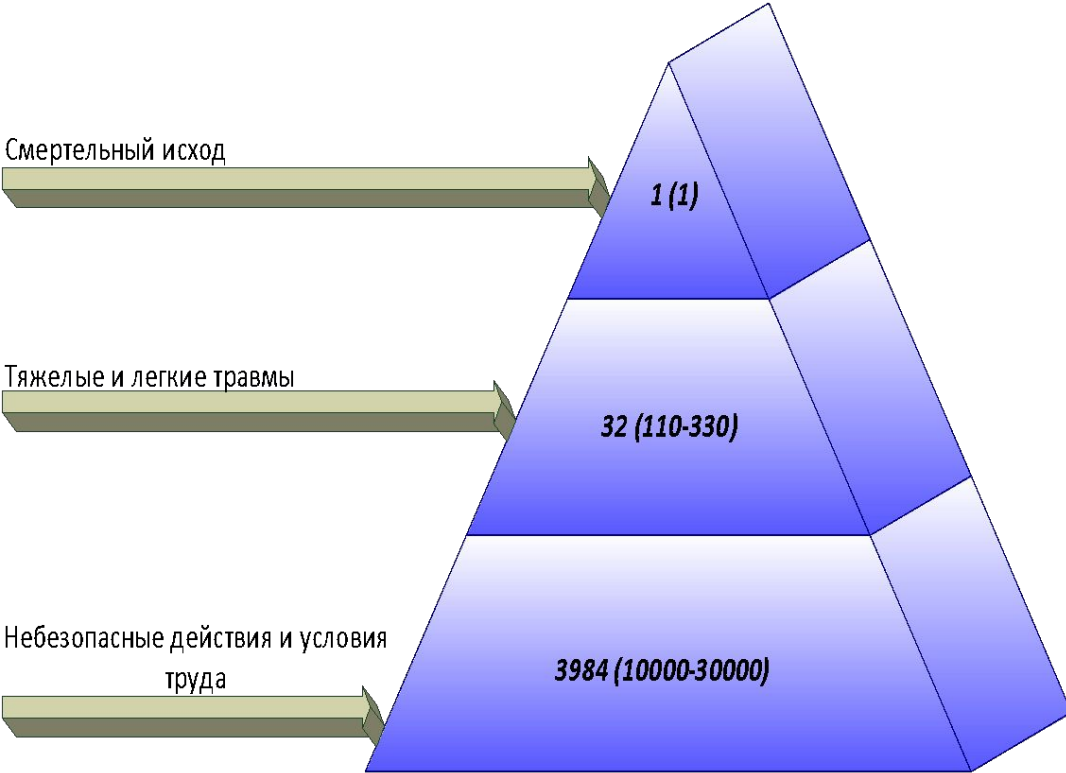 Смертельный исход
1 (1)
Тяжелые и легкие травмы
32 (110-330)
Небезопасные действия и условия
труда
3984 (10000-30000)